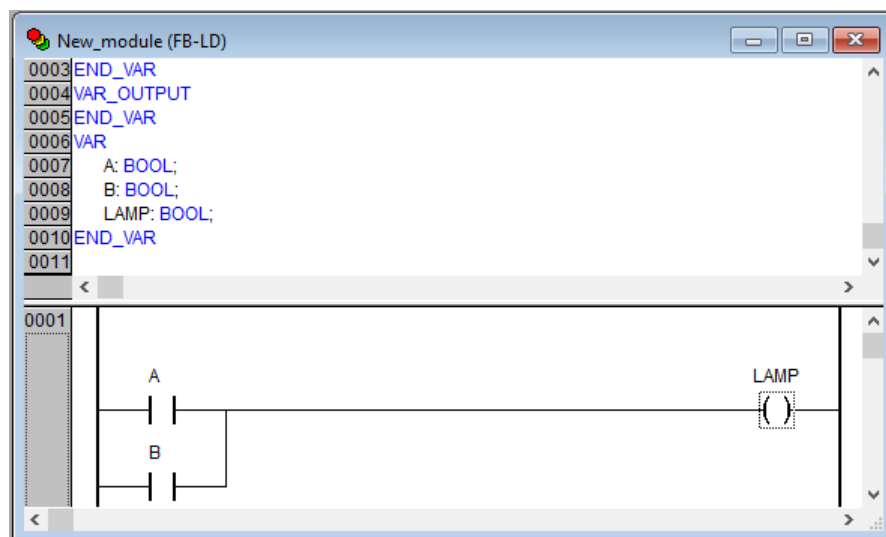 New_module (FB-LD)
0003 END_VAR
0004 VAR_OUTPUT
0005 END_VAR
0006 VAR
0007 A: BOOL;
0008 B: BOOL;
0009 LAMP: BOOL;
0010 END_VAR
0011
0001
A LAMP
B